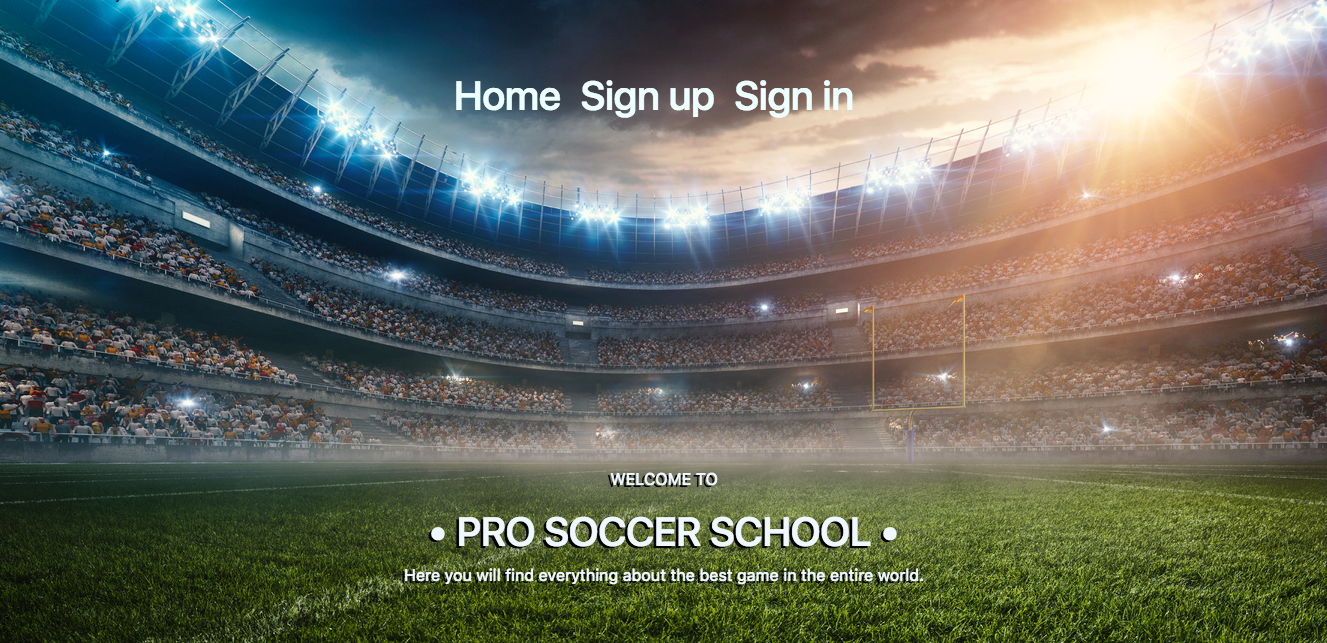 Home Sign up Sign in
WELCOME TO
• PRO SOCCER SCHOOL •
Here you will find everything about the best game in the entire world.